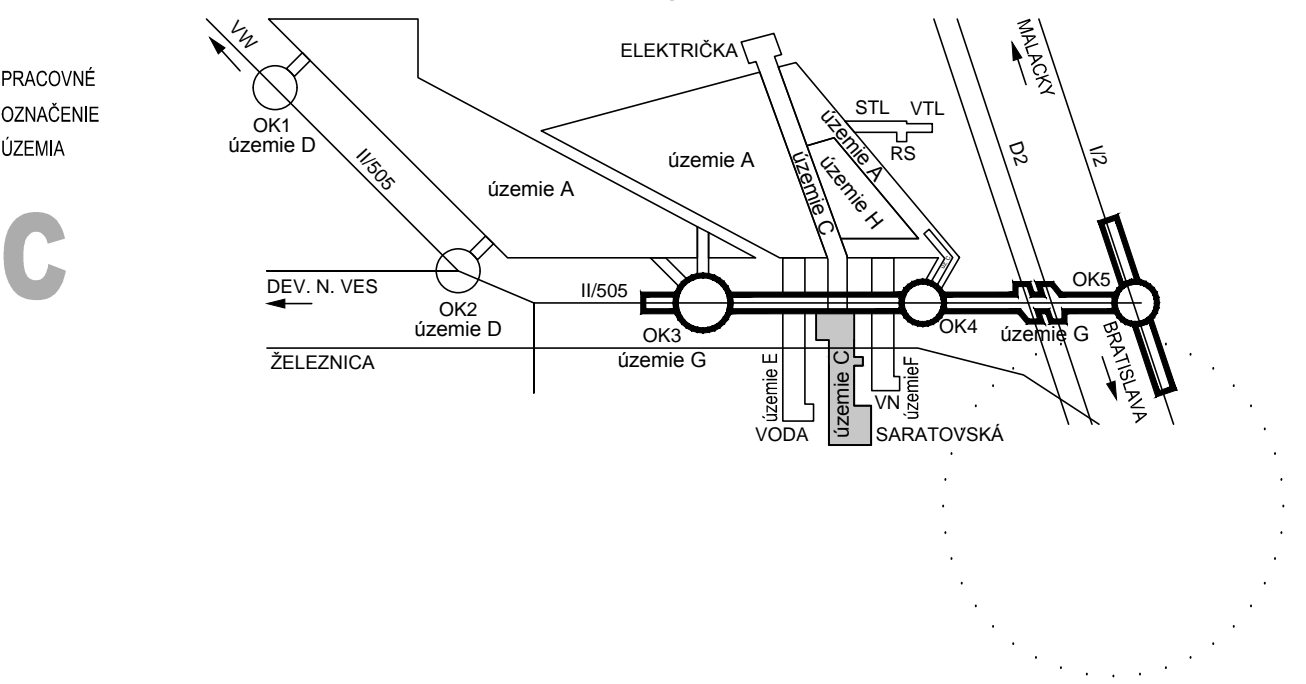 PRACOVNÉ
OZNAČENIE
ÚZEMIA
C
VW
OK1
územie D
II/505
územie A
ELEKTRIČKA
územie A
územie C
územie A
územie H
STL VTL
RS
D2
MALACKY
I/2
DEV. N. VES
OK2
územie D
II/505
OK3
územie G
OK4
OK5
územie G
BRATISLAVA
ŽELEZNICA
územie E
VODA
územie C
SARATOVSKÁ
VN
územieF